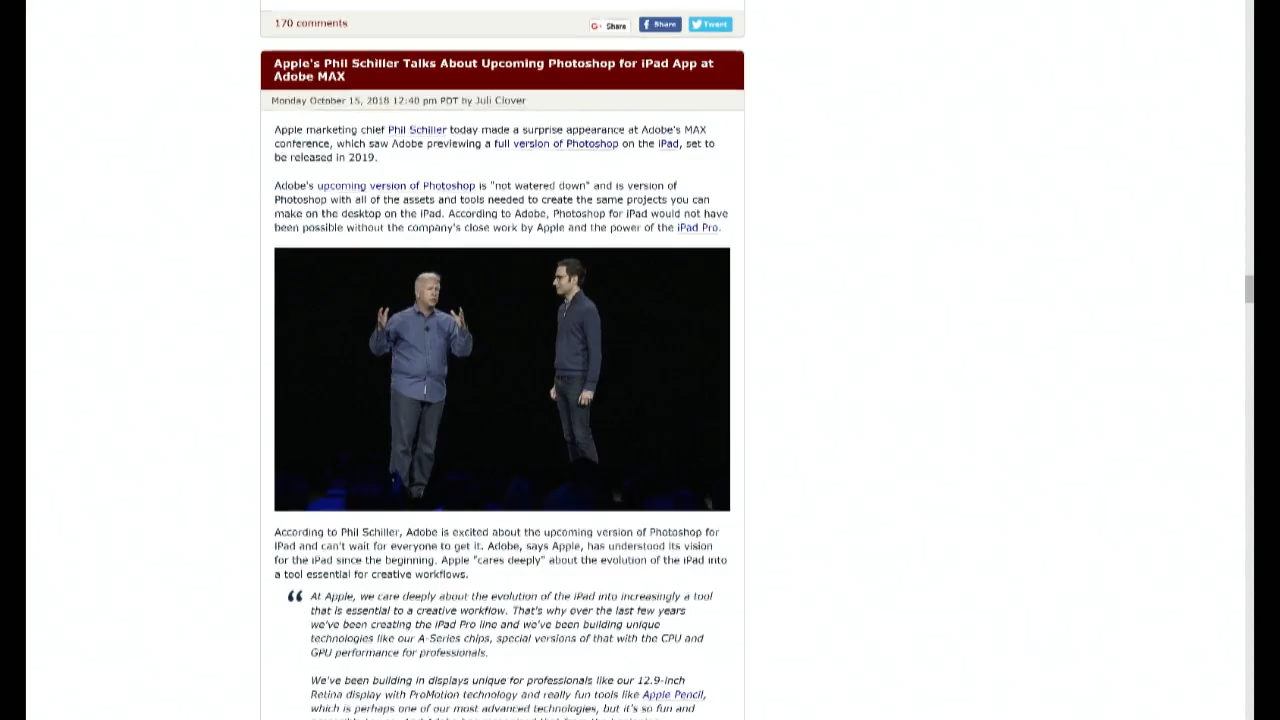 170 comments
G+ Share
f Share
Tweet
Apple's Phil Schiller Talks About Upcoming Photoshop for iPad App at
Adobe MAX
Monday October 15, 2018 12:40 pm PDT by Juli Clover
Apple marketing chief Phil Schiller today made a surprise appearance at Adobe's MAX
conference, which saw Adobe previewing a full version of Photoshop on the iPad, set to
be released in 2019.
Adobe's upcoming version of Photoshop is "not watered down" and is version of
Photoshop with all of the assets and tools needed to create the same projects you can
make on the desktop on the iPad. According to Adobe, Photoshop for iPad would not have
been possible without the company's close work by Apple and the power of the iPad Pro.
According to Phil Schiller, Adobe is excited about the upcoming version of Photoshop for
iPad and can't wait for everyone to get it. Adobe, says Apple, has understood its vision
for the iPad since the beginning. Apple "cares deeply" about the evolution of the iPad into
a tool essential for creative workflows.
At Apple, we care deeply about the evolution of the iPad into increasingly a tool
that is essential to a creative workflow. That's why over the last few years
we've been creating the iPad Pro line and we've been building unique
technologies like our A-Series chips, special versions of that with the CPU and
GPU performance for professionals.
We've been building in displays unique for professionals like our 12.9-inch
Retina display with ProMotion technology and really fun tools like Apple Pencil,
which is perhaps one of our most advanced technologies, but it's so fun and